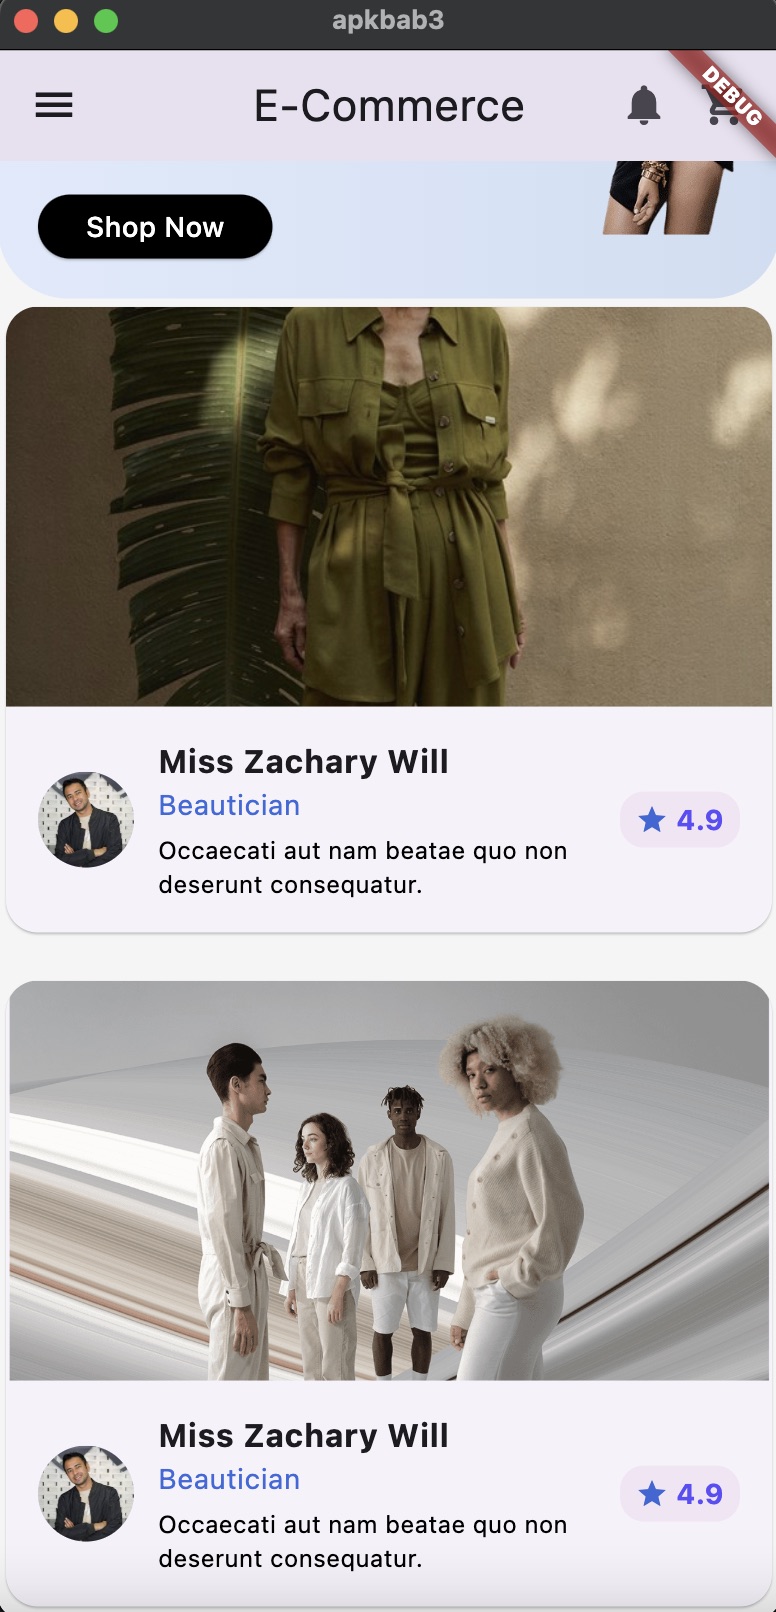 apkbab3
E-Commerce
DEBUG
Shop Now
Miss Zachary Will
Beautician
Occaecati aut nam beatae quo non
deserunt consequatur.
4.9
Miss Zachary Will
Beautician
Occaecati aut nam beatae quo non
deserunt consequatur.
4.9